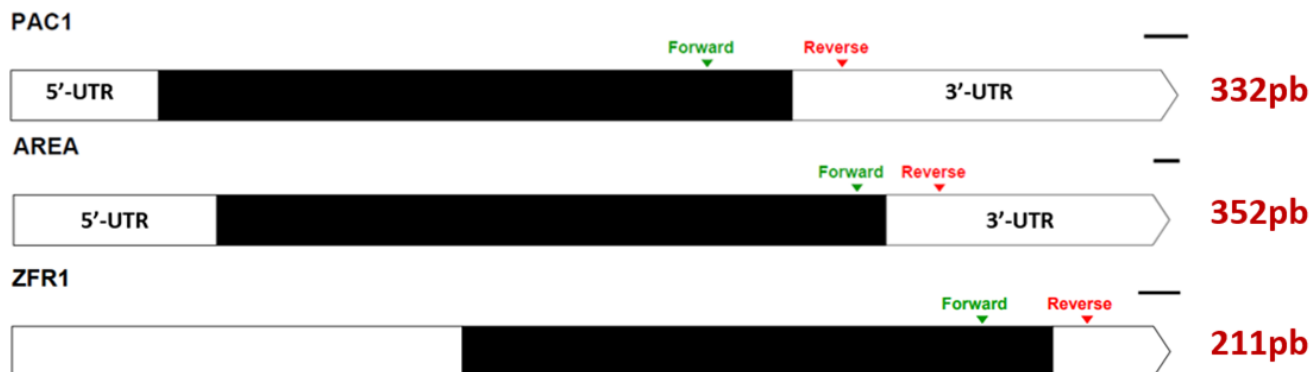 PAC1
Forward Reverse
5’-UTR 3’-UTR 332pb
AREA
Forward Reverse
5’-UTR 3’-UTR 352pb
ZFR1
Forward Reverse
211pb